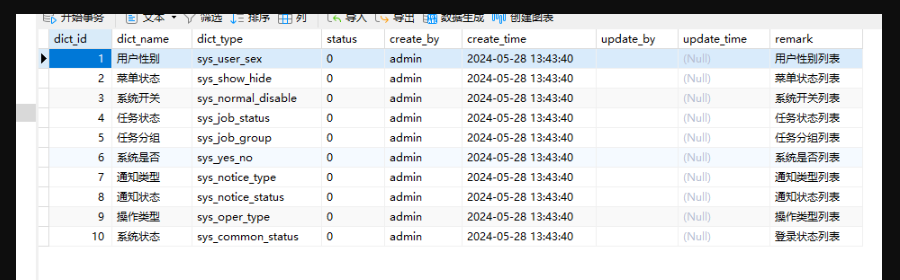 开始事务 文本 筛选 排序 列 导入 导出 数据生成 创建图表
dict_id dict_name dict_type status create_by create_time update_by update_time remark
1 用户性别 sys_user_sex 0 admin 2024-05-28 13:43:40 (Null) 用户性别列表
2 菜单状态 sys_show_hide 0 admin 2024-05-28 13:43:40 (Null) 菜单状态列表
3 系统开关 sys_normal_disable 0 admin 2024-05-28 13:43:40 (Null) 系统开关列表
4 任务状态 sys_job_status 0 admin 2024-05-28 13:43:40 (Null) 任务状态列表
5 任务分组 sys_job_group 0 admin 2024-05-28 13:43:40 (Null) 任务分组列表
6 系统是否 sys_yes_no 0 admin 2024-05-28 13:43:40 (Null) 系统是否列表
7 通知类型 sys_notice_type 0 admin 2024-05-28 13:43:40 (Null) 通知类型列表
8 通知状态 sys_notice_status 0 admin 2024-05-28 13:43:40 (Null) 通知状态列表
9 操作类型 sys_oper_type 0 admin 2024-05-28 13:43:40 (Null) 操作类型列表
10 系统状态 sys_common_status 0 admin 2024-05-28 13:43:40 (Null) 登录状态列表